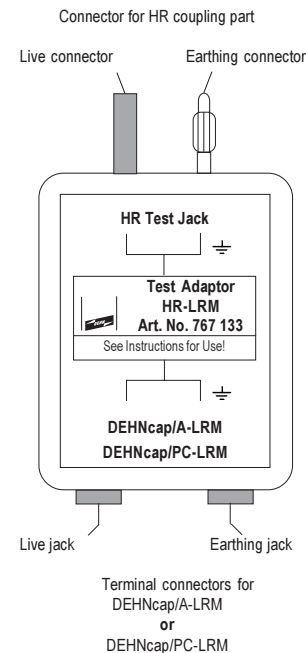 Connector for HR coupling part
Live connector Earthing connector
HR Test Jack
Test Adaptor
HR-LRM
Art. No. 767 133
See Instructions for Use!
DEHNcap/A-LRM
DEHNcap/PC-LRM
Live jack Earthing jack
Terminal connectors for
DEHNcap/A-LRM
or
DEHNcap/PC-LRM